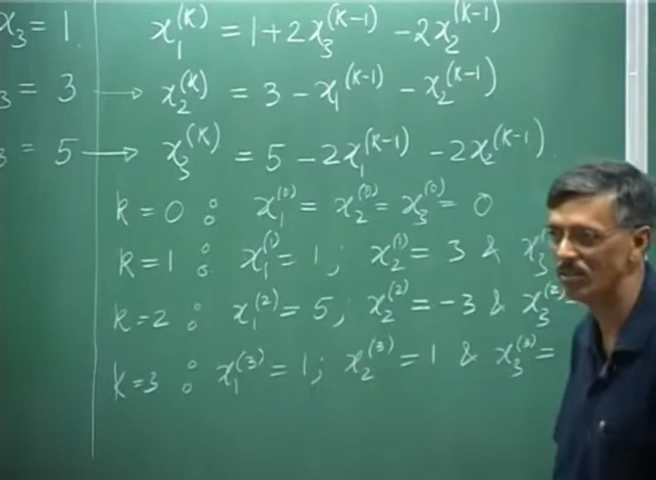 x₃ = 1 x₁^(k) = 1 + 2x₃^(k-1) - 2x₂^(k-1)
₃ = 3 → x₂^(k) = 3 - x₁^(k-1) - x₂^(k-1)
₃ = 5 → x₃^(k) = 5 - 2x₁^(k-1) - 2x₂^(k-1)
k = 0 : x₁^(0) = x₂^(0) = x₃^(0) = 0
k = 1 : x₁^(1) = 1; x₂^(1) = 3 & x₃
k = 2 : x₁^(2) = 5; x₂^(2) = -3 & x₃^(2) =
k = 3 : x₁^(3) = 1; x₂^(3) = 1 & x₃^(3) =